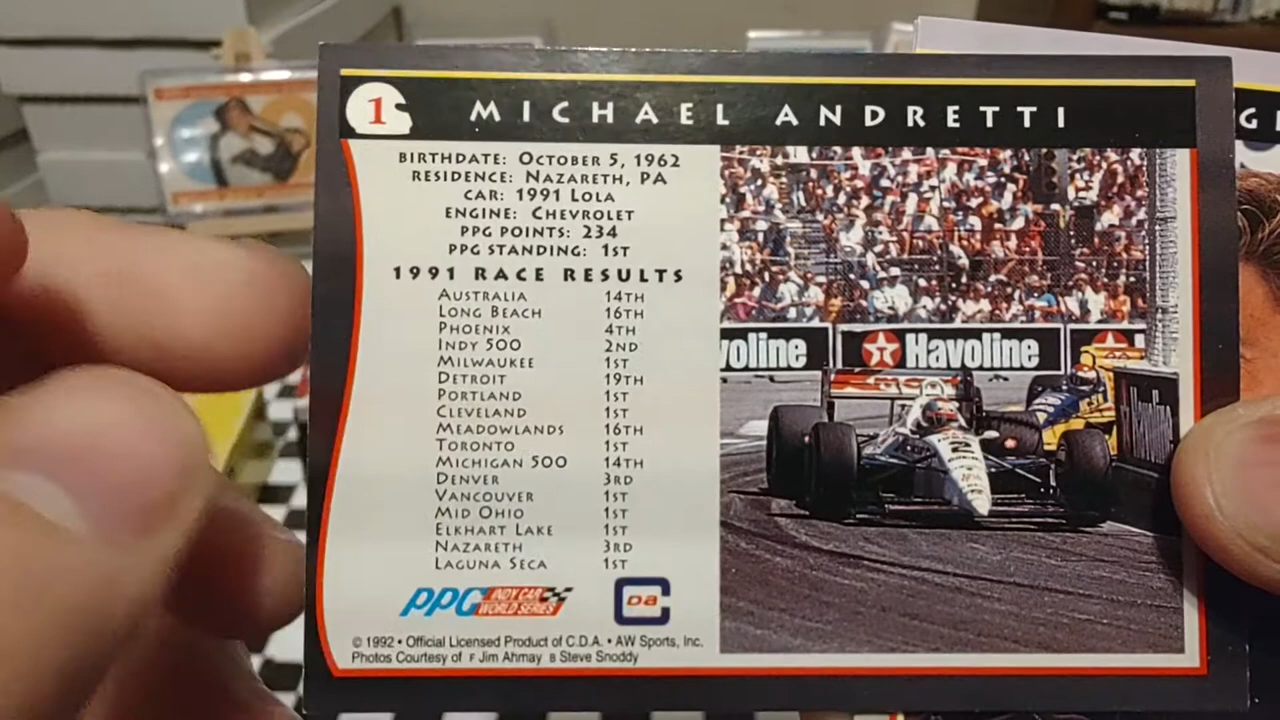 1 MICHAEL ANDRETTI
BIRTHDATE: OCTOBER 5, 1962
RESIDENCE: NAZARETH, PA
CAR: 1991 LOLA
ENGINE: CHEVROLET
PPG POINTS: 234
PPG STANDING: 1ST
1991 RACE RESULTS
AUSTRALIA 14TH
LONG BEACH 16TH
PHOENIX 4TH
INDY 500 2ND
MILWAUKEE 1ST
DETROIT 19TH
PORTLAND 1ST
CLEVELAND 1ST
MEADOWLANDS 16TH
TORONTO 1ST
MICHIGAN 500 14TH
DENVER 3RD
VANCOUVER 1ST
MID OHIO 1ST
ELKHART LAKE 1ST
NAZARETH 3RD
LAGUNA SECA 1ST
PPG INDY CAR WORLD SERIES
CDA
© 1992 • Official Licensed Product of C.D.A. • AW Sports, Inc.
Photos Courtesy of F Jim Ahmay B Steve Snoddy
voline
Havoline
Havoline
2
G